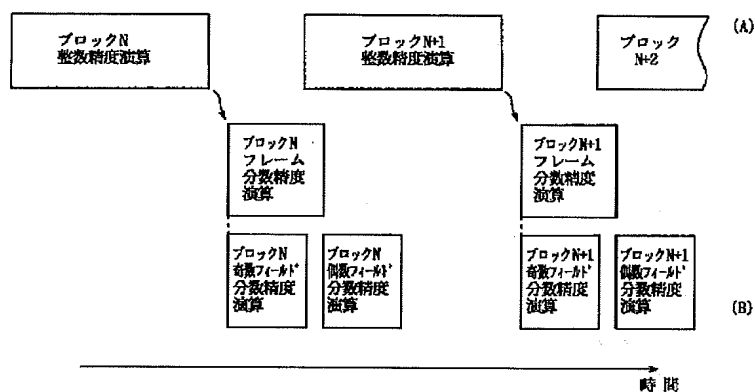 ブロックN
整数精度演算
ブロックN+1
整数精度演算
ブロック
N+2
(A)
ブロックN
フレーム
分数精度
演算
ブロックN+1
フレーム
分数精度
演算
ブロックN
奇数フィールド
分数精度
演算
ブロックN
偶数フィールド
分数精度
演算
ブロックN+1
奇数フィールド
分数精度
演算
ブロックN+1
偶数フィールド
分数精度
演算
(B)
時間